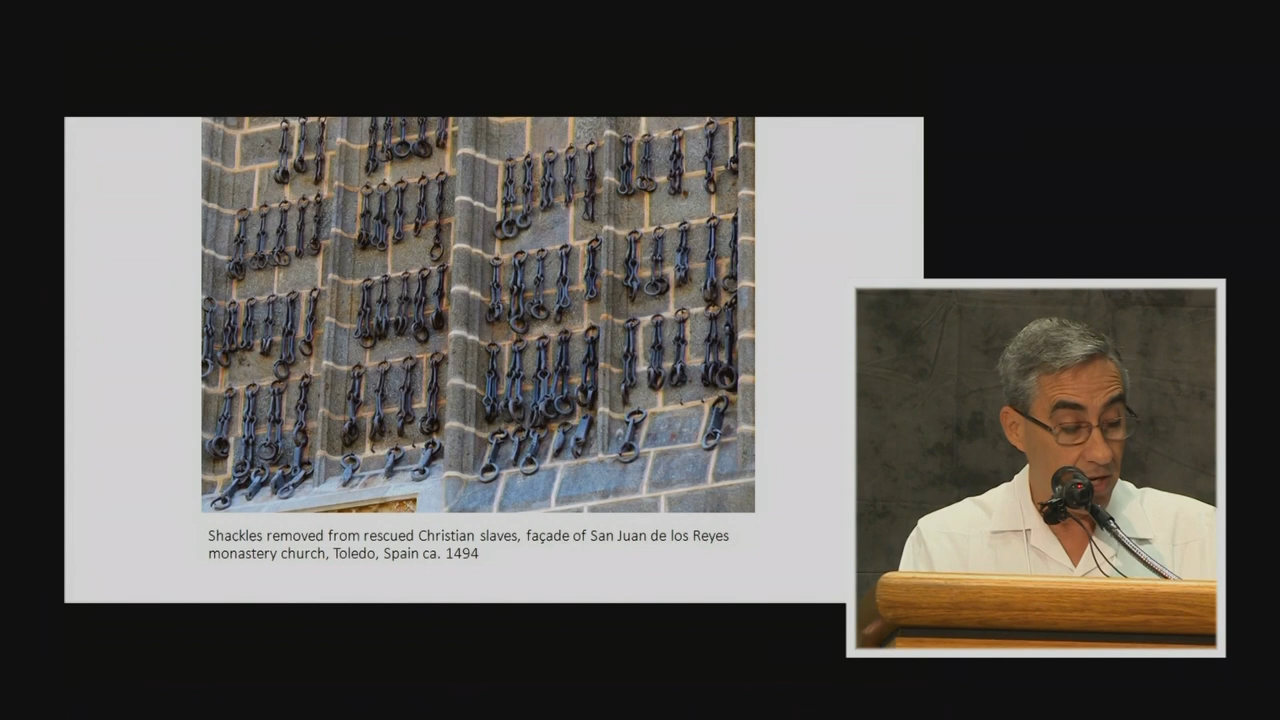 Shackles removed from rescued Christian slaves, façade of San Juan de los Reyes
monastery church, Toledo, Spain ca. 1494